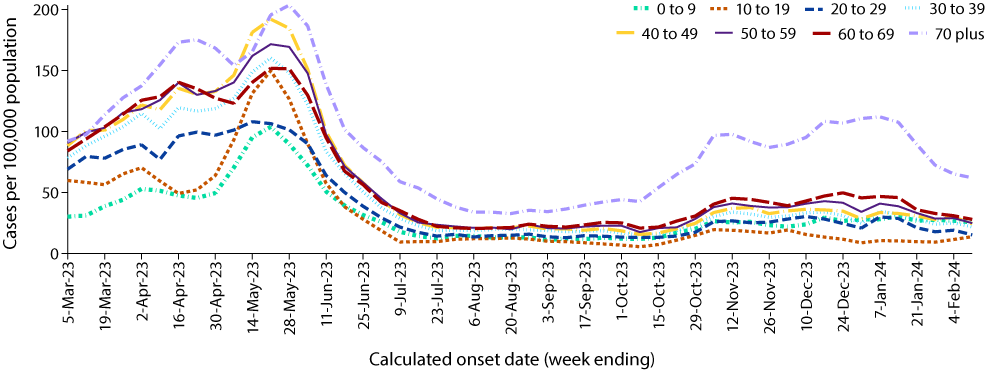 0 to 9 10 to 19 20 to 29 30 to 39
40 to 49 50 to 59 60 to 69 70 plus
Cases per 100,000 population
200
150
100
50
0
5-Mar-23
19-Mar-23
2-Apr-23
16-Apr-23
30-Apr-23
14-May-23
28-May-23
11-Jun-23
25-Jun-23
9-Jul-23
23-Jul-23
6-Aug-23
20-Aug-23
3-Sep-23
17-Sep-23
1-Oct-23
15-Oct-23
29-Oct-23
12-Nov-23
26-Nov-23
10-Dec-23
24-Dec-23
7-Jan-24
21-Jan-24
4-Feb-24
Calculated onset date (week ending)